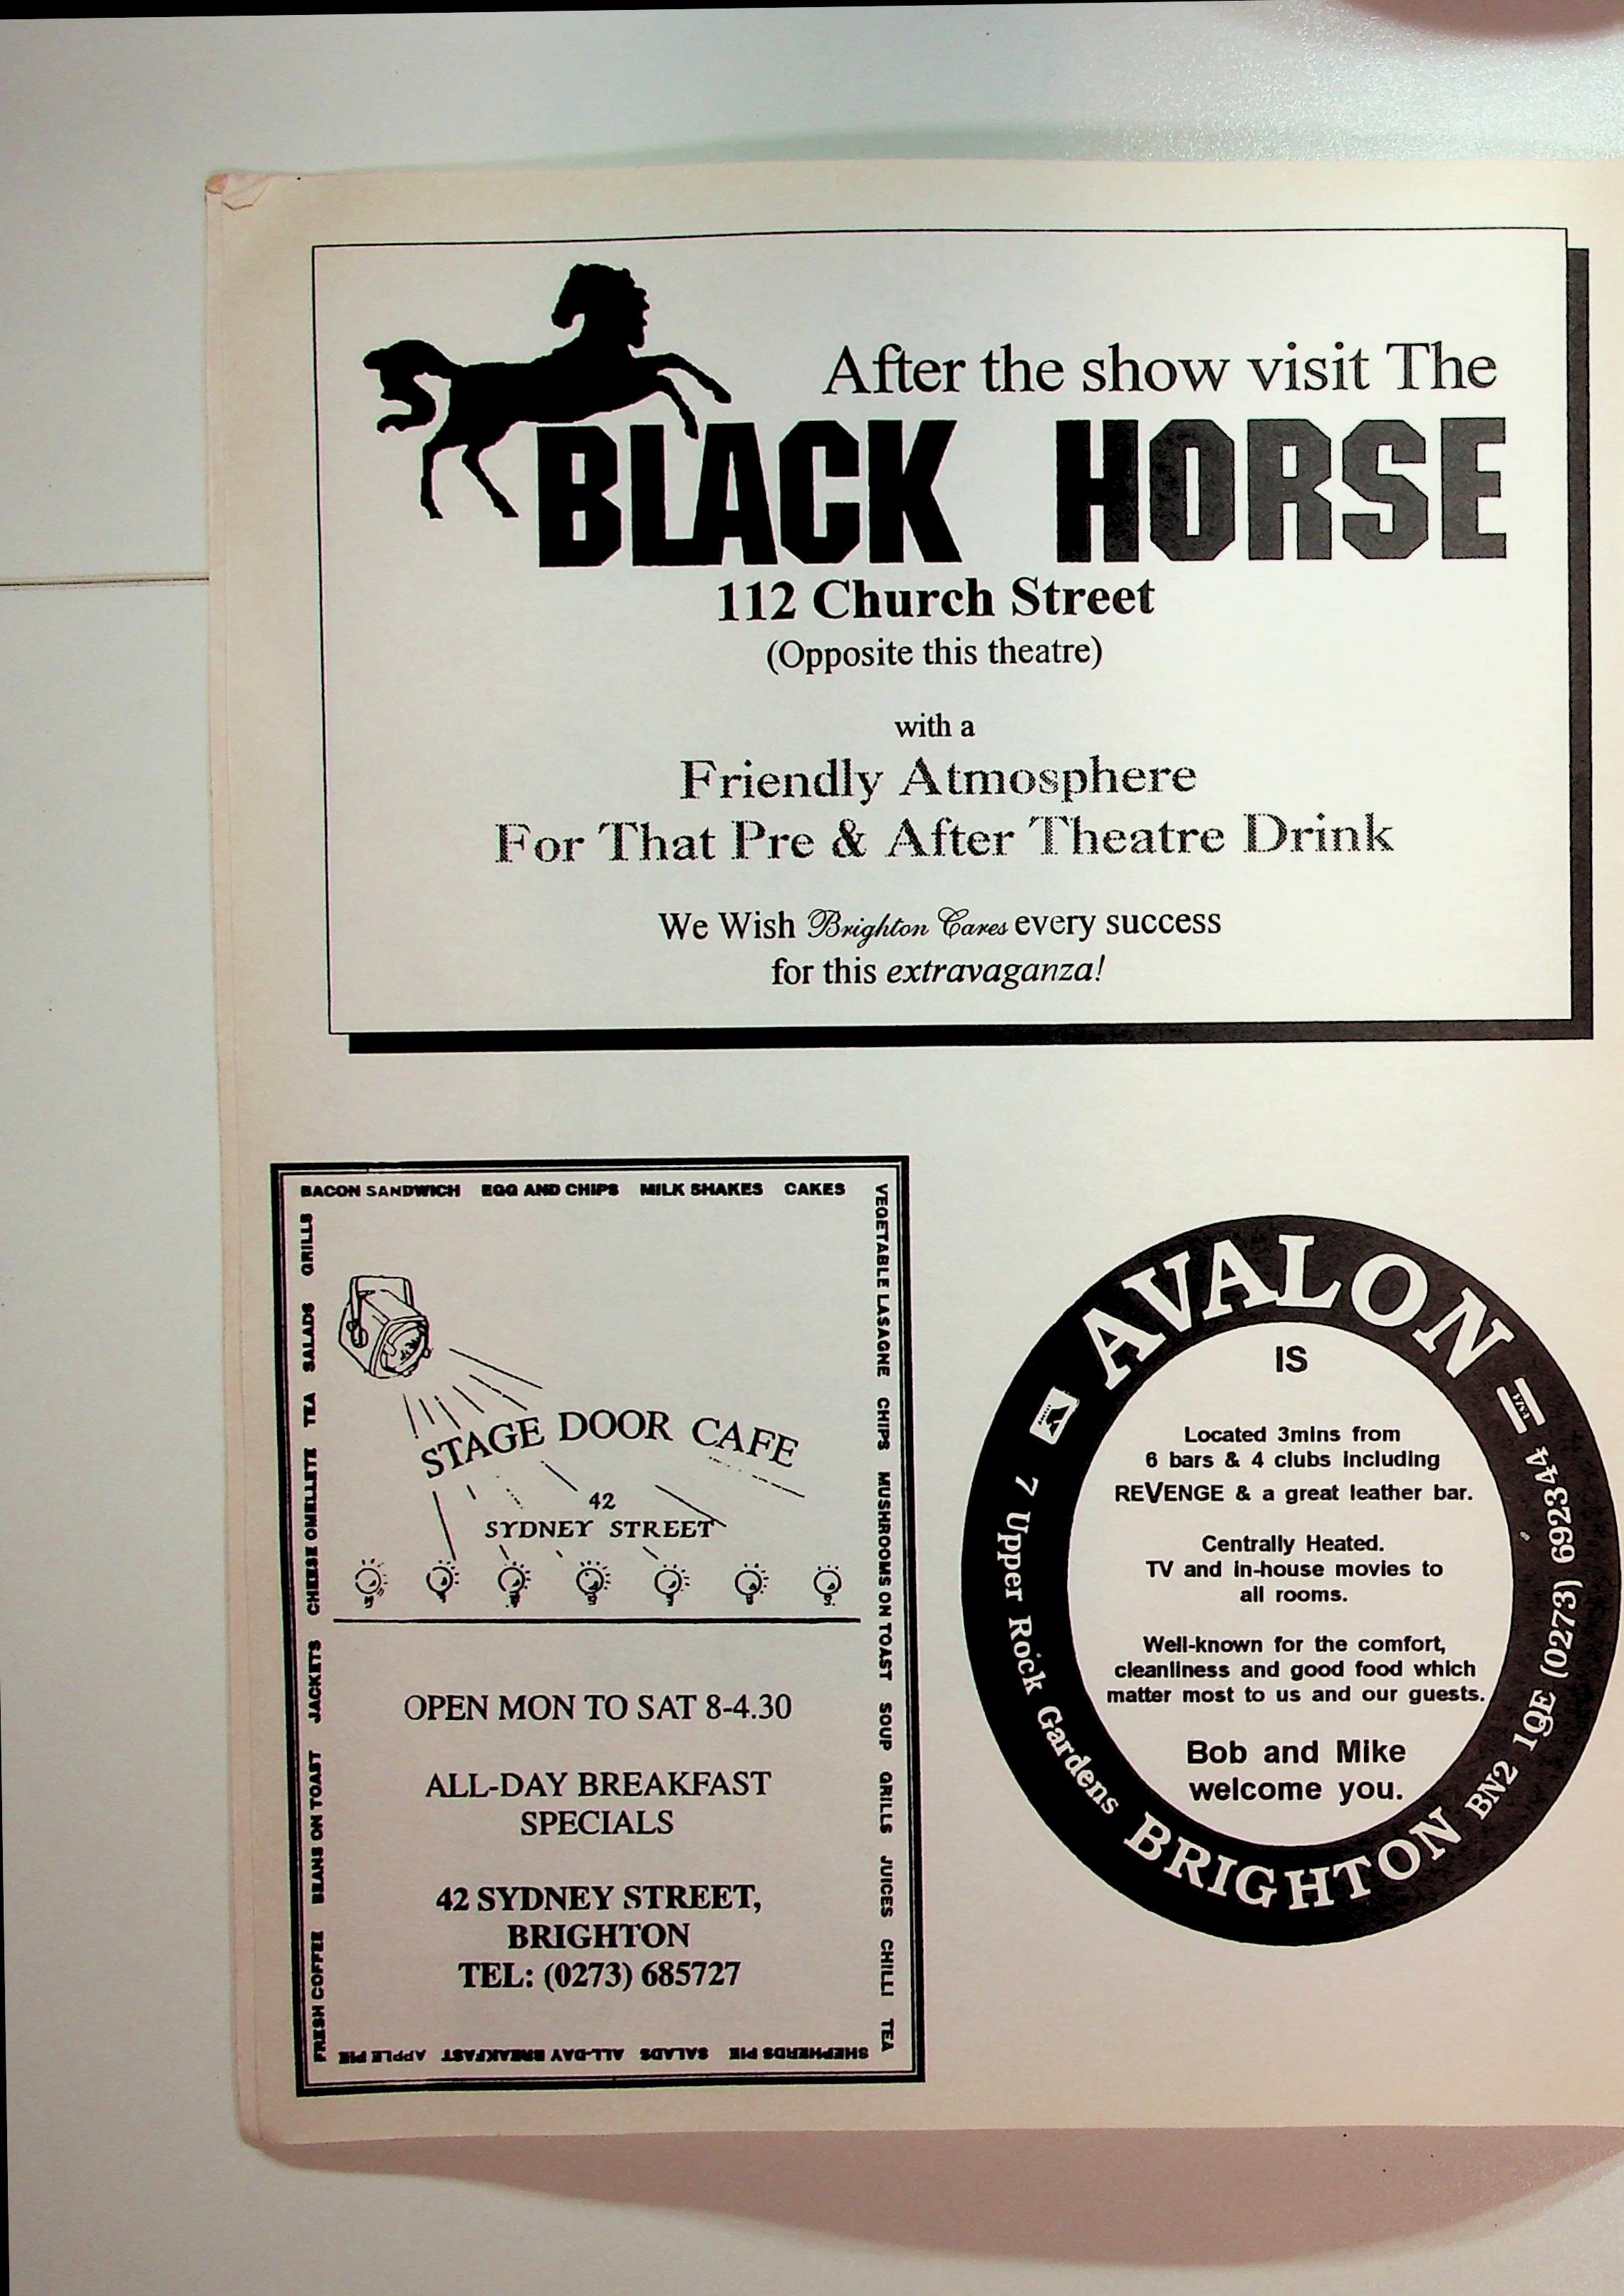 After the show visit The
BLACK HORSE
112 Church Street
(Opposite this theatre)
with a
Friendly Atmosphere
For That Pre & After Theatre Drink
We Wish Brighton Cares every success
for this extravaganza!
BACON SANDWICH EGG AND CHIPS MILK SHAKES CAKES
VEGETABLE LASAGNE CHIPS MUSHROOMS ON TOAST SOUP GRILLS JUICES CHILLI TEA
SHEPHERDS PIE SALADS ALL-DAY BREAKFAST APPLE PIE
FRESH COFFEE BEANS ON TOAST JACKETS CHEESE OMELLETE TEA SALADS GRILLS
STAGE DOOR CAFE
42
SYDNEY STREET
OPEN MON TO SAT 8-4.30
ALL-DAY BREAKFAST
SPECIALS
42 SYDNEY STREET,
BRIGHTON
TEL: (0273) 685727
AVALON
IS
Located 3mins from
6 bars & 4 clubs including
REVENGE & a great leather bar.
Centrally Heated.
TV and in-house movies to
all rooms.
Well-known for the comfort,
cleanliness and good food which
matter most to us and our guests.
Bob and Mike
welcome you.
7 Upper Rock Gardens BRIGHTON BN2 1QE (0273) 692344